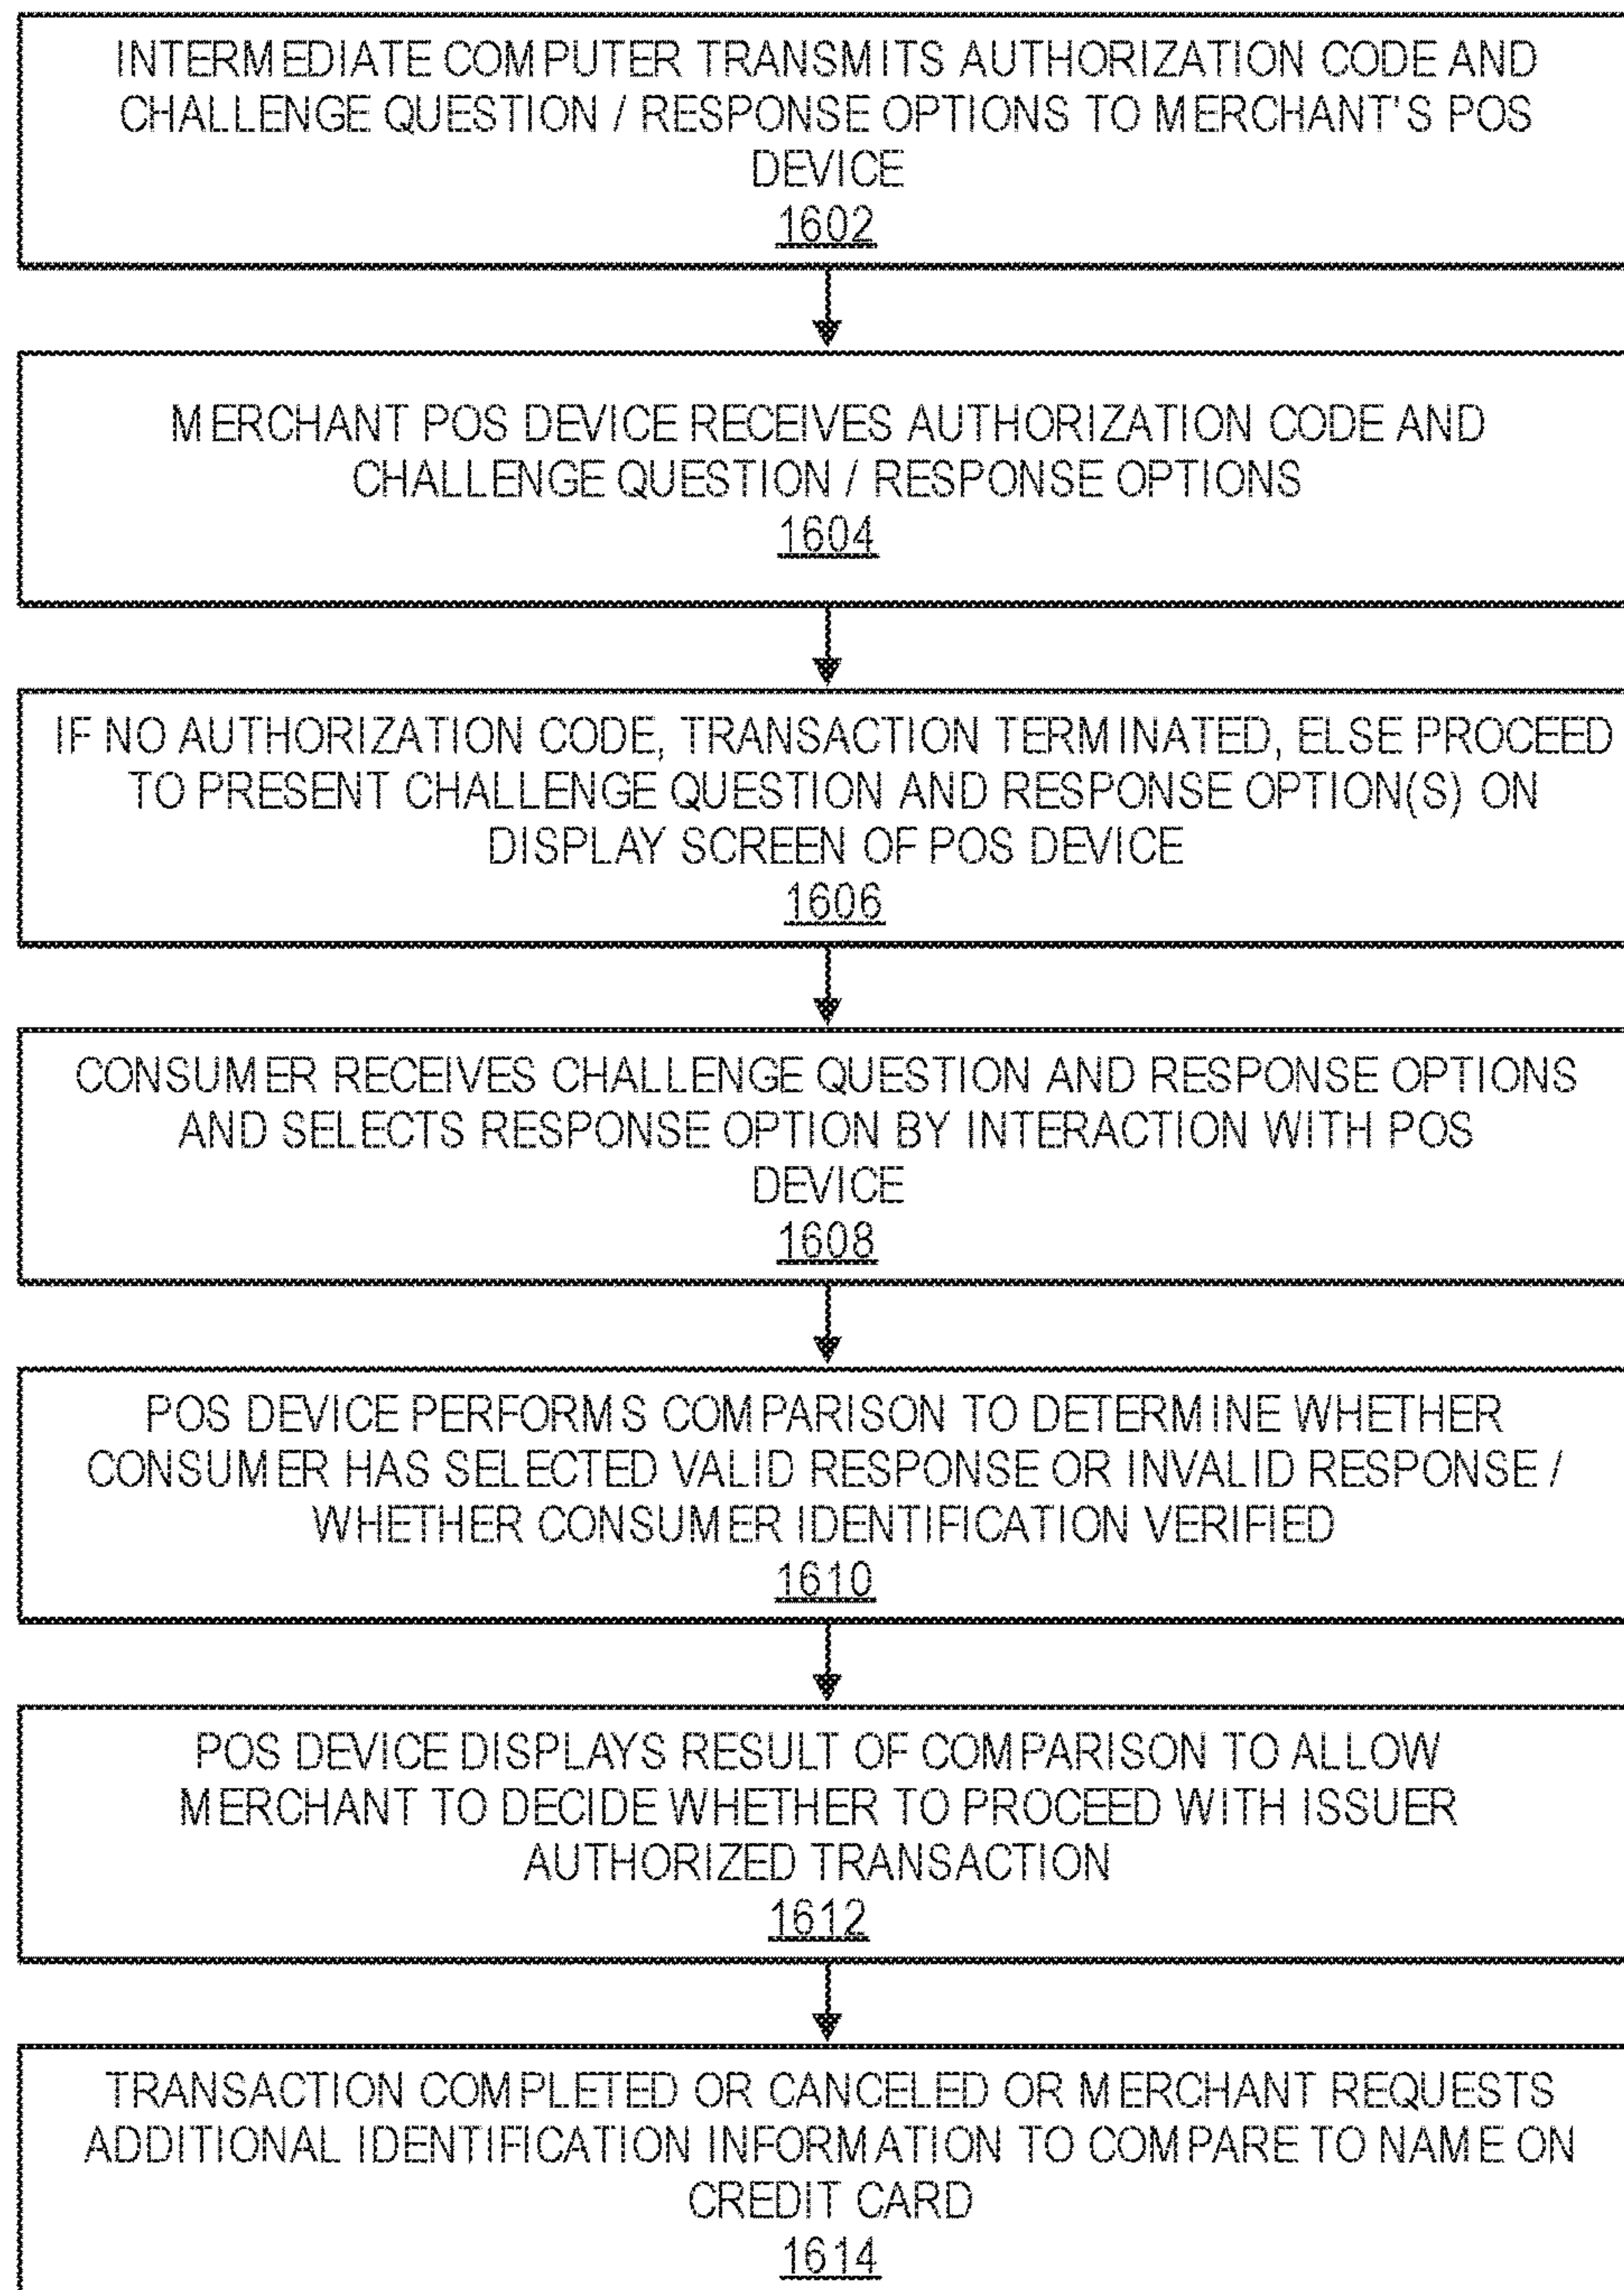 INTERMEDIATE COMPUTER TRANSMITS AUTHORIZATION CODE AND
CHALLENGE QUESTION / RESPONSE OPTIONS TO MERCHANT'S POS
DEVICE
1602
MERCHANT POS DEVICE RECEIVES AUTHORIZATION CODE AND
CHALLENGE QUESTION / RESPONSE OPTIONS
1604
IF NO AUTHORIZATION CODE, TRANSACTION TERMINATED, ELSE PROCEED
TO PRESENT CHALLENGE QUESTION AND RESPONSE OPTION(S) ON
DISPLAY SCREEN OF POS DEVICE
1606
CONSUMER RECEIVES CHALLENGE QUESTION AND RESPONSE OPTIONS
AND SELECTS RESPONSE OPTION BY INTERACTION WITH POS
DEVICE
1608
POS DEVICE PERFORMS COMPARISON TO DETERMINE WHETHER
CONSUMER HAS SELECTED VALID RESPONSE OR INVALID RESPONSE /
WHETHER CONSUMER IDENTIFICATION VERIFIED
1610
POS DEVICE DISPLAYS RESULT OF COMPARISON TO ALLOW
MERCHANT TO DECIDE WHETHER TO PROCEED WITH ISSUER
AUTHORIZED TRANSACTION
1612
TRANSACTION COMPLETED OR CANCELED OR MERCHANT REQUESTS
ADDITIONAL IDENTIFICATION INFORMATION TO COMPARE TO NAME ON
CREDIT CARD
1614